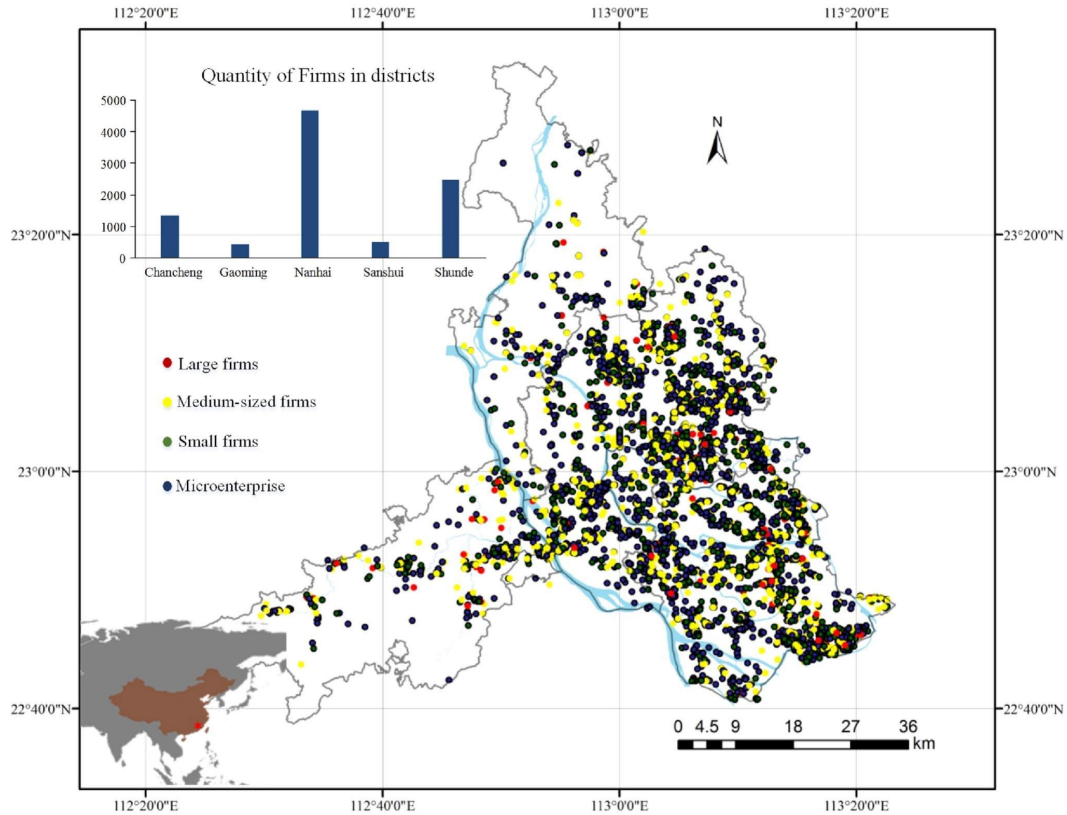 112°20'0"E
112°40'0"E
113°0'0"E
113°20'0"E
Quantity of Firms in districts
5000
4000
3000
2000
1000
0
Chancheng
Gaoming
Nanhai
Sanshui
Shunde
N
23°20'0"N
23°20'0"N
Large firms
Medium-sized firms
Small firms
Microenterprise
23°0'0"N
23°0'0"N
22°40'0"N
22°40'0"N
0 4.5 9 18 27 36
km
112°20'0"E
112°40'0"E
113°0'0"E
113°20'0"E